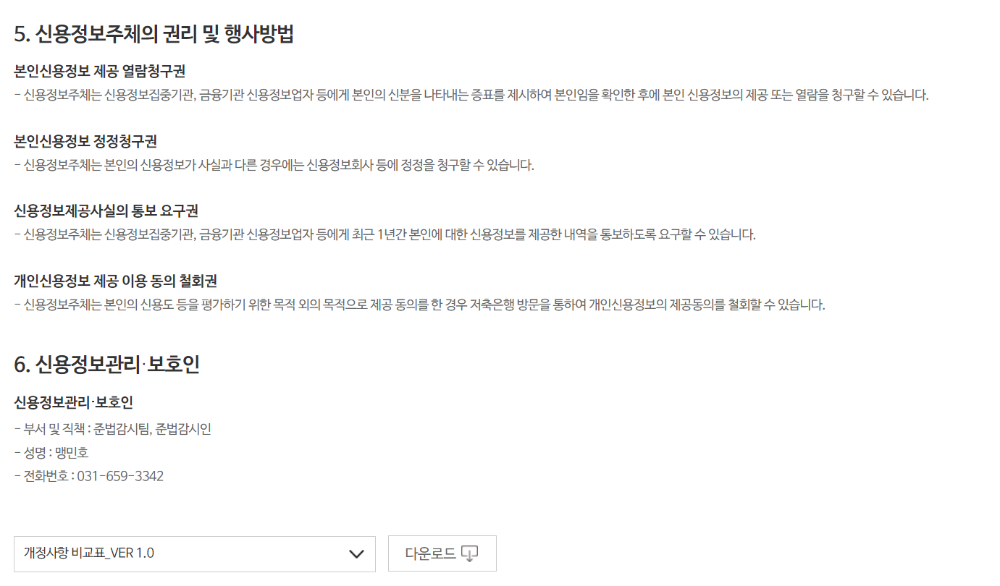 5. 신용정보주체의 권리 및 행사방법
본인신용정보 제공 열람청구권
- 신용정보주체는 신용정보집중기관, 금융기관 신용정보업자 등에게 본인의 신분을 나타내는 증표를 제시하여 본인임을 확인한 후에 본인 신용정보의 제공 또는 열람을 청구할 수 있습니다.
본인신용정보 정정청구권
- 신용정보주체는 본인의 신용정보가 사실과 다른 경우에는 신용정보회사 등에 정정을 청구할 수 있습니다.
신용정보제공사실의 통보 요구권
- 신용정보주체는 신용정보집중기관, 금융기관 신용정보업자 등에게 최근 1년간 본인에 대한 신용정보를 제공한 내역을 통보하도록 요구할 수 있습니다.
개인신용정보 제공 이용 동의 철회권
- 신용정보주체는 본인의 신용도 등을 평가하기 위한 목적 외의 목적으로 제공 동의를 한 경우 저축은행 방문을 통하여 개인신용정보의 제공동의를 철회할 수 있습니다.
6. 신용정보관리·보호인
신용정보관리·보호인
- 부서 및 직책 : 준법감시팀, 준법감시인
- 성명 : 맹민호
- 전화번호 : 031-659-3342
개정사항 비교표_VER 1.0 다운로드